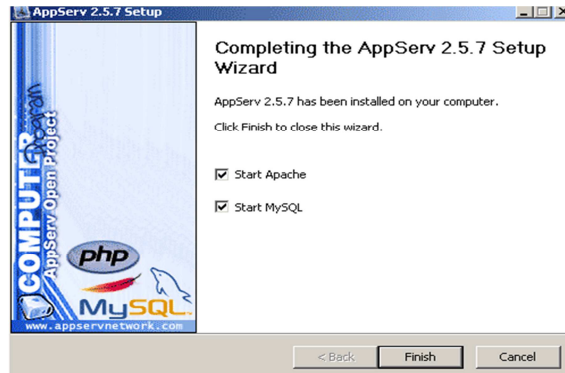 AppServ 2.5.7 Setup
Completing the AppServ 2.5.7 Setup
Wizard
AppServ 2.5.7 has been installed on your computer.
Click Finish to close this wizard.
Start Apache
Start MySQL
COMPUTER
Program
AppServ Open Project
php
MySQL
www.appservnetwork.com
< Back
Finish
Cancel